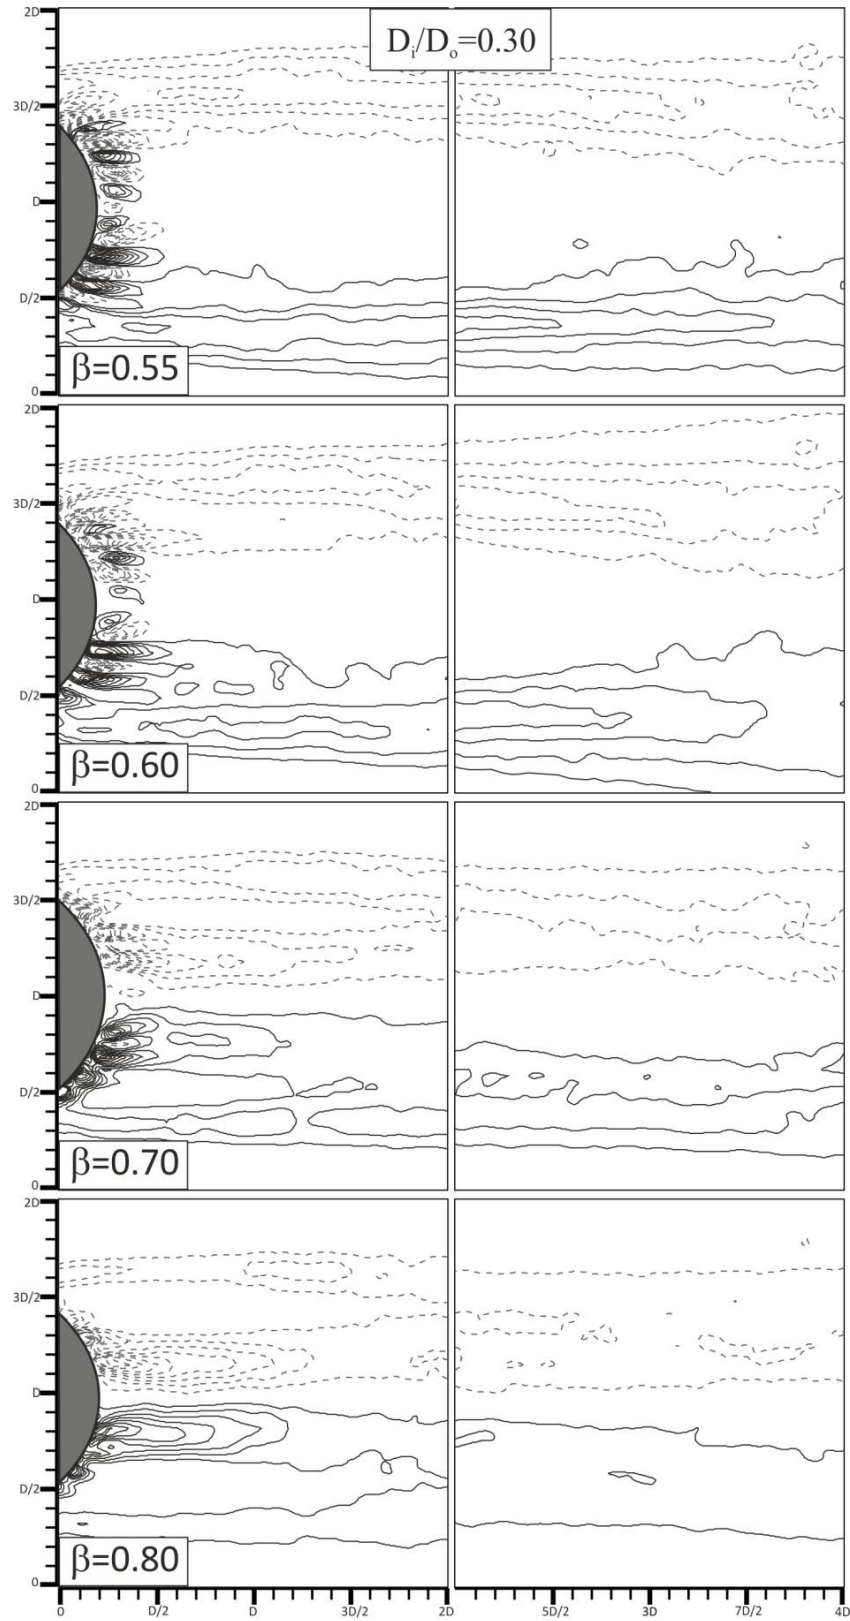 Di/Do=0.30
2D
3D/2
D
D/2
0
β=0.55
2D
3D/2
D
D/2
0
β=0.60
2D
3D/2
D
D/2
0
β=0.70
2D
3D/2
D
D/2
0
β=0.80
0 D/2 D 3D/2 2D 5D/2 3D 7D/2 4D